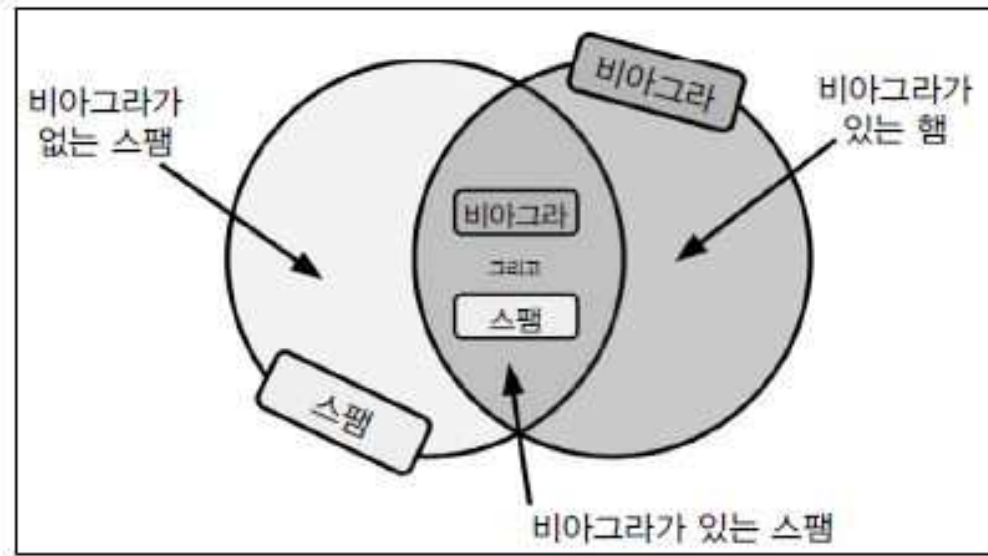 비아그라가
없는 스팸
비아그라
비아그라가
있는 햄
비아그라
그리고
스팸
스팸
비아그라가 있는 스팸